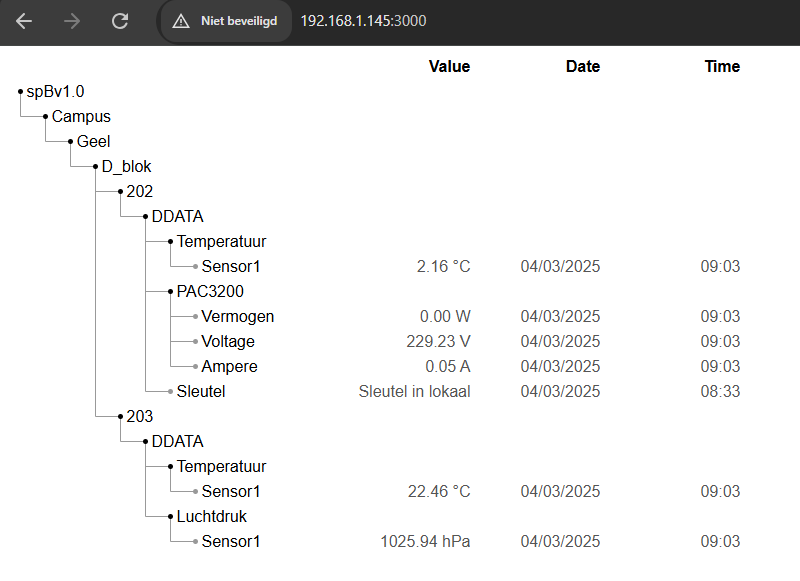 Niet beveiligd 192.168.1.145:3000
Value Date Time
spBv1.0
Campus
Geel
D_blok
202
DDATA
Temperatuur
Sensor1 2.16 °C 04/03/2025 09:03
PAC3200
Vermogen 0.00 W 04/03/2025 09:03
Voltage 229.23 V 04/03/2025 09:03
Ampere 0.05 A 04/03/2025 09:03
Sleutel Sleutel in lokaal 04/03/2025 08:33
203
DDATA
Temperatuur
Sensor1 22.46 °C 04/03/2025 09:03
Luchtdruk
Sensor1 1025.94 hPa 04/03/2025 09:03